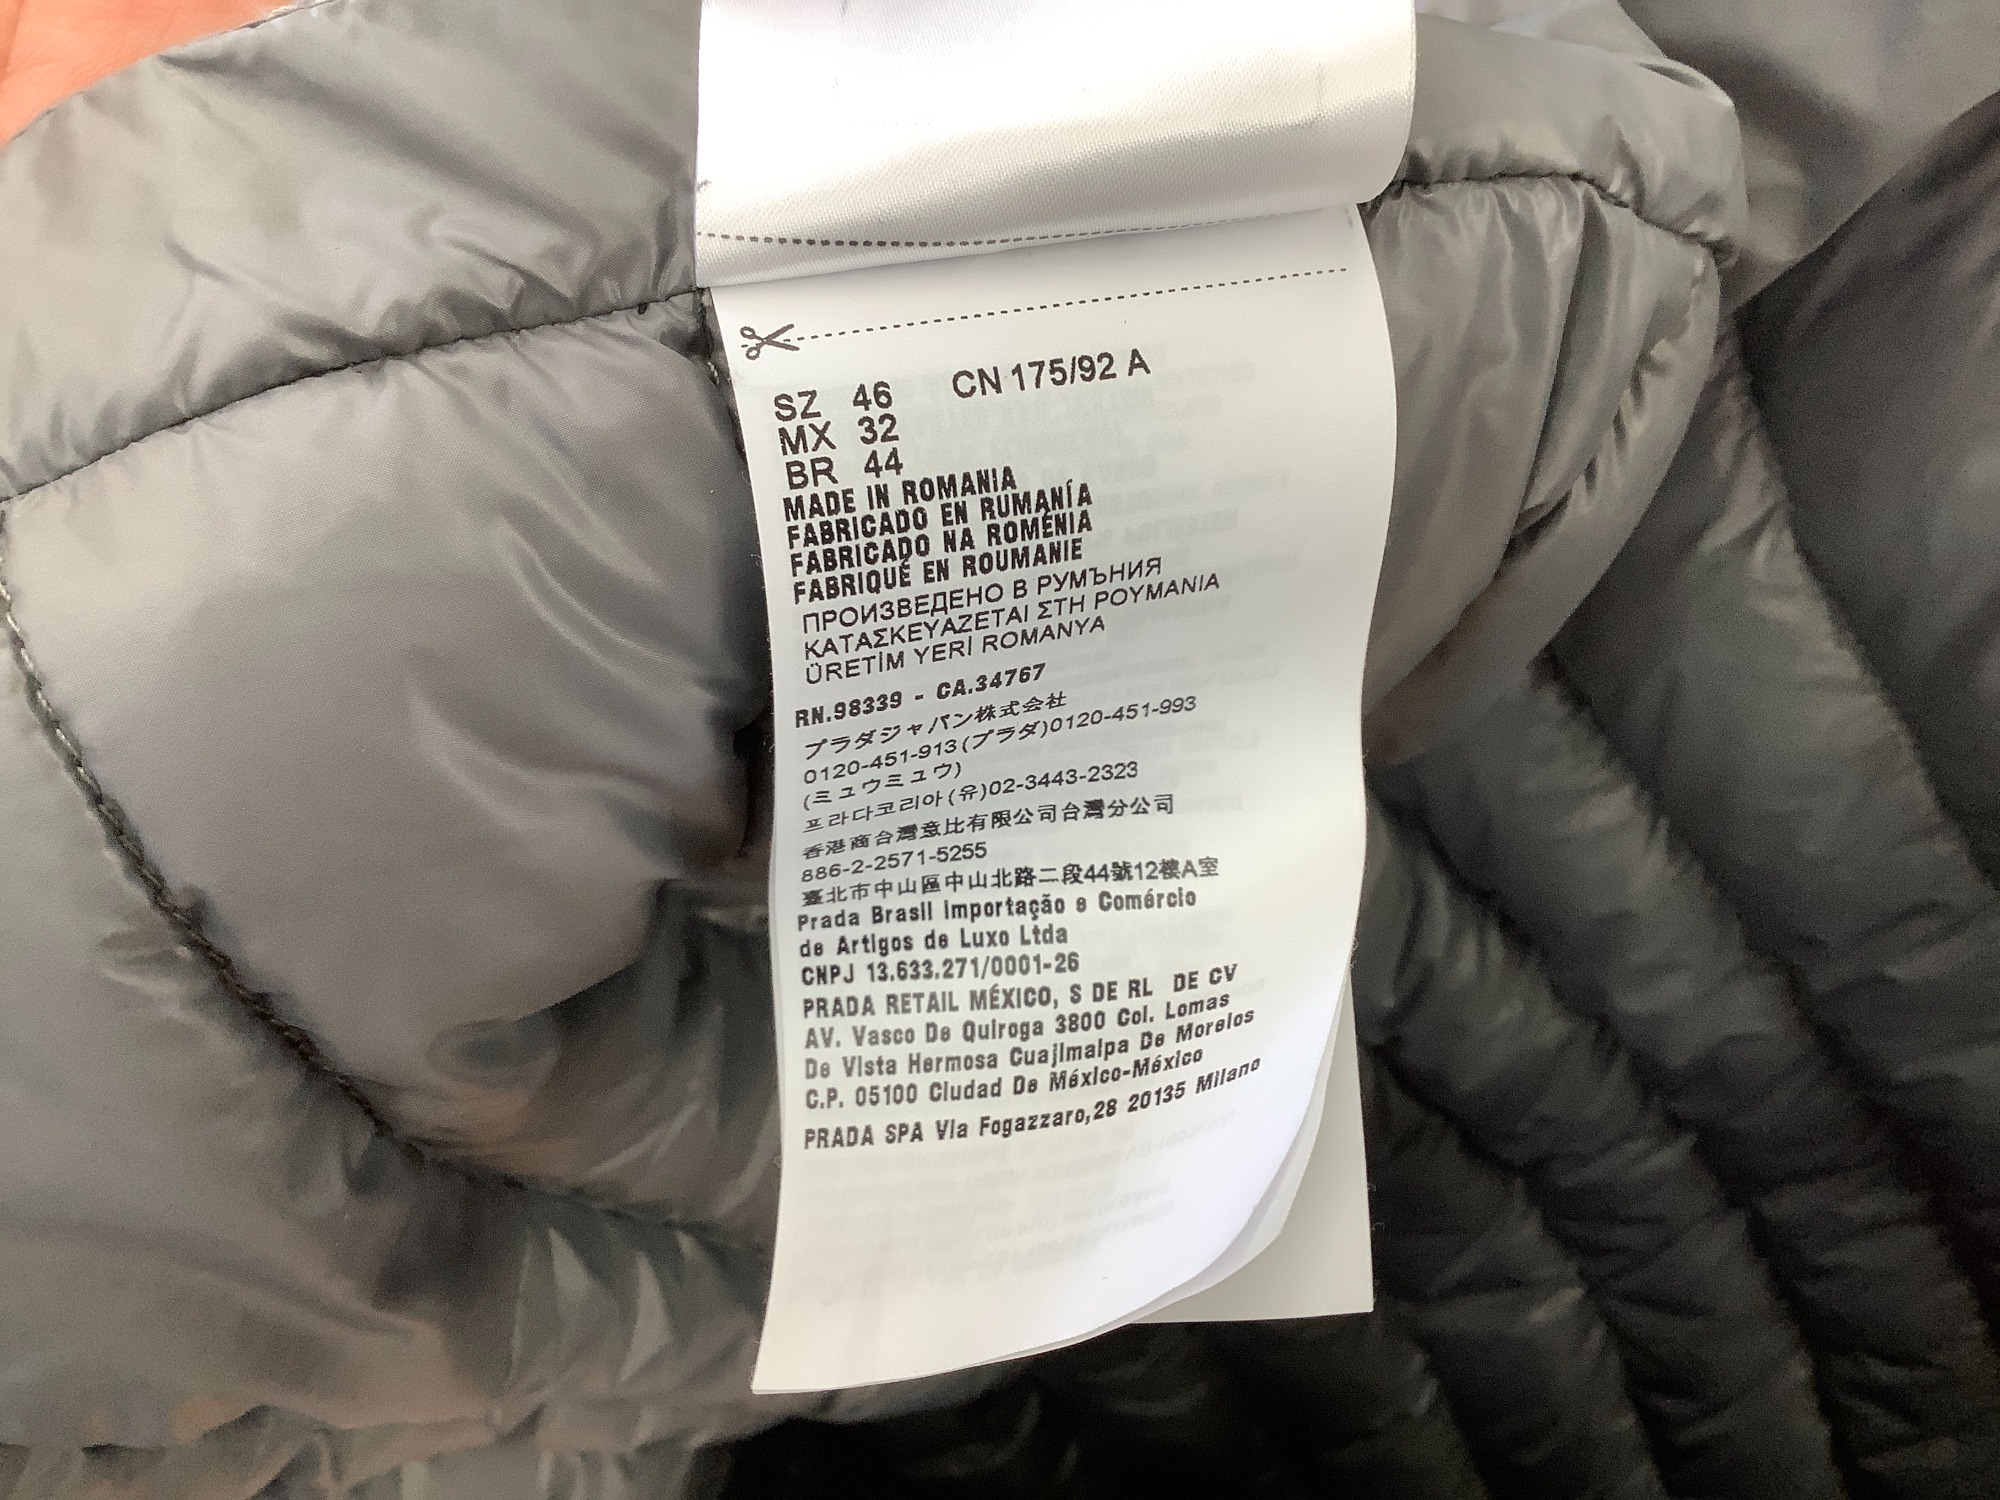 SZ 46 CN 175/92 A
MX 32
BR 44
MADE IN ROMANIA
FABRICADO EN RUMANÍA
FABRICADO NA ROMÉNIA
FABRIQUÉ EN ROUMANIE
ПРОИЗВЕДЕНО В РУМЪНИЯ
ΚΑΤΑΣΚΕΥΑΖΕΤΑΙ ΣΤΗ ΡΟΥΜΑΝΙΑ
ÜRETİM YERİ ROMANYA
RN.98339 - CA.34767
プラダジャパン株式会社
0120-451-913(プラダ)0120-451-993
(ミュウミュウ)
프라다코리아(유)02-3443-2323
香港商台灣意比有限公司台灣分公司
886-2-2571-5255
臺北市中山區中山北路二段44號12樓A室
Prada Brasil Importação e Comércio
de Artigos de Luxo Ltda
CNPJ 13.633.271/0001-26
PRADA RETAIL MÉXICO, S DE RL DE CV
AV. Vasco De Quiroga 3800 Col. Lomas
De Vista Hermosa Cuajimalpa De Morelos
C.P. 05100 Ciudad De México-México
PRADA SPA Via Fogazzaro,28 20135 Milano